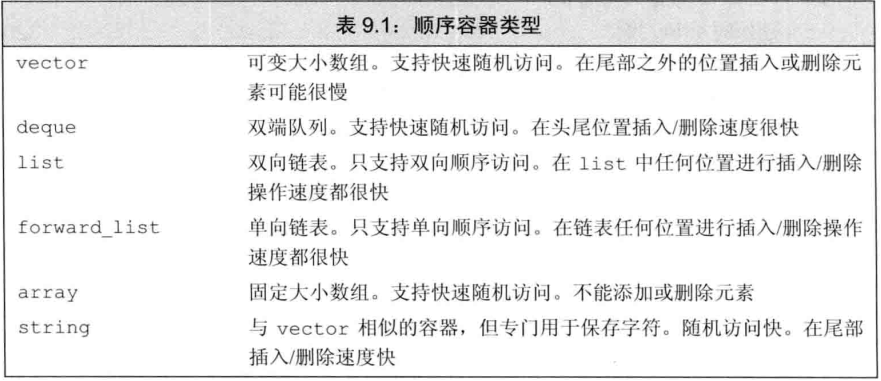 表 9.1：顺序容器类型
vector 可变大小数组。支持快速随机访问。在尾部之外的位置插入或删除元
素可能很慢
deque 双端队列。支持快速随机访问。在头尾位置插入/删除速度很快
list 双向链表。只支持双向顺序访问。在 list 中任何位置进行插入/删除
操作速度都很快
forward_list 单向链表。只支持单向顺序访问。在链表任何位置进行插入/删除操作
速度都很快
array 固定大小数组。支持快速随机访问。不能添加或删除元素
string 与 vector 相似的容器，但专门用于保存字符。随机访问快。在尾部
插入/删除速度快